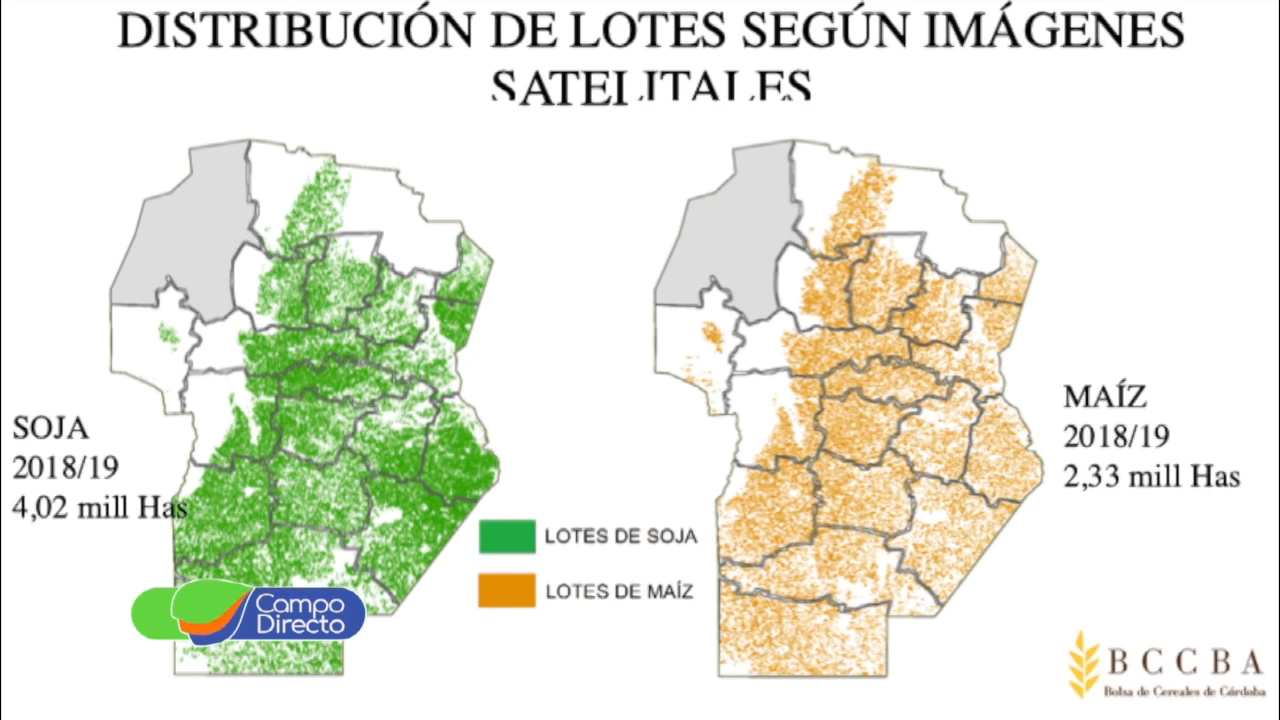 DISTRIBUCIÓN DE LOTES SEGÚN IMÁGENES
SATELITALES
SOJA
2018/19
4,02 mill Has
MAÍZ
2018/19
2,33 mill Has
LOTES DE SOJA
LOTES DE MAÍZ
Campo
Directo
BCCBA
Bolsa de Cereales de Córdoba